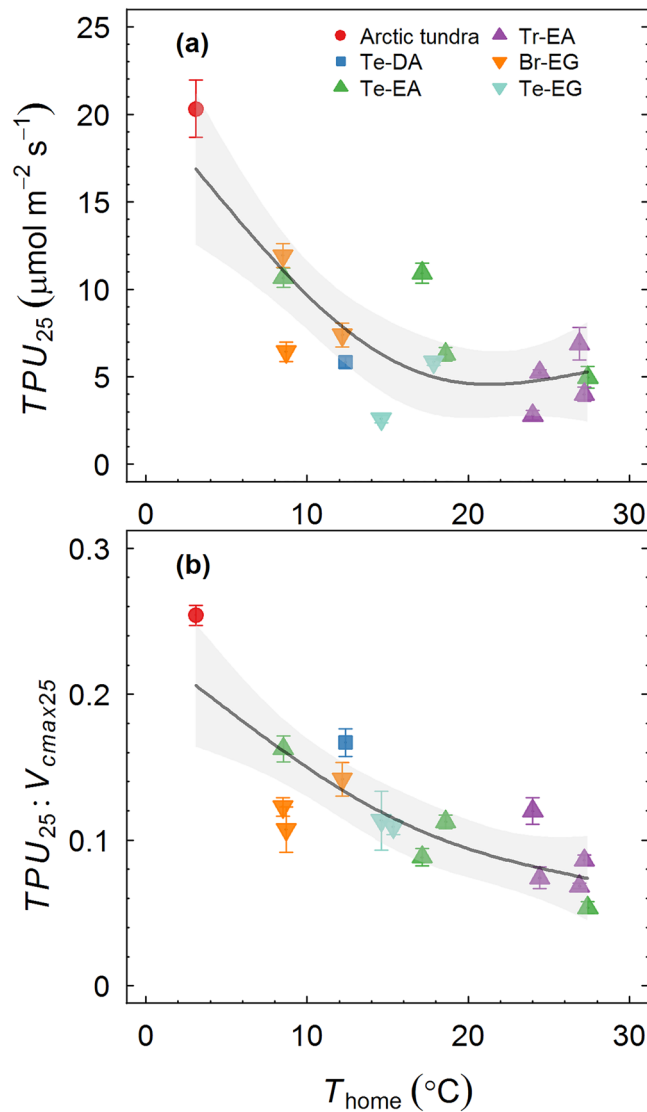 (a)
Arctic tundra
Te-DA
Te-EA
Tr-EA
Br-EG
Te-EG
TPU25 (µmol m−2 s−1)
25
20
15
10
5
0
0 10 20 30
(b)
TPU25 : Vcmax25
0.3
0.2
0.1
0
0 10 20 30
Thome (°C)